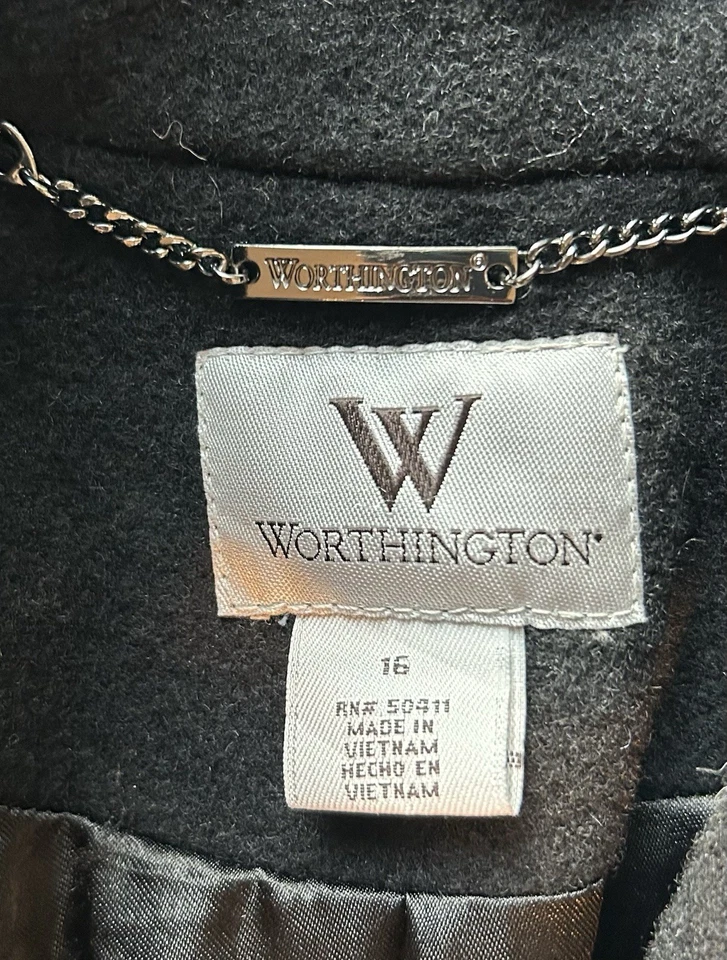 WORTHINGTON®
W
WORTHINGTON®
16
RN# 50411
MADE IN
VIETNAM
HECHO EN
VIETNAM